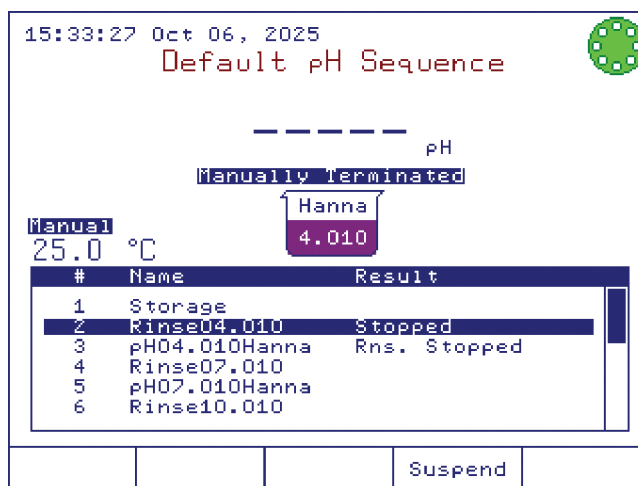 15:33:27 Oct 06, 2025
Default pH Sequence
– – – – – pH
Manually Terminated
Hanna
4.010
Manual
25.0 °C
# Name Result
1 Storage
2 Rinse04.010 Stopped
3 pH04.010Hanna Rns. Stopped
4 Rinse07.010
5 pH07.010Hanna
6 Rinse10.010
Suspend